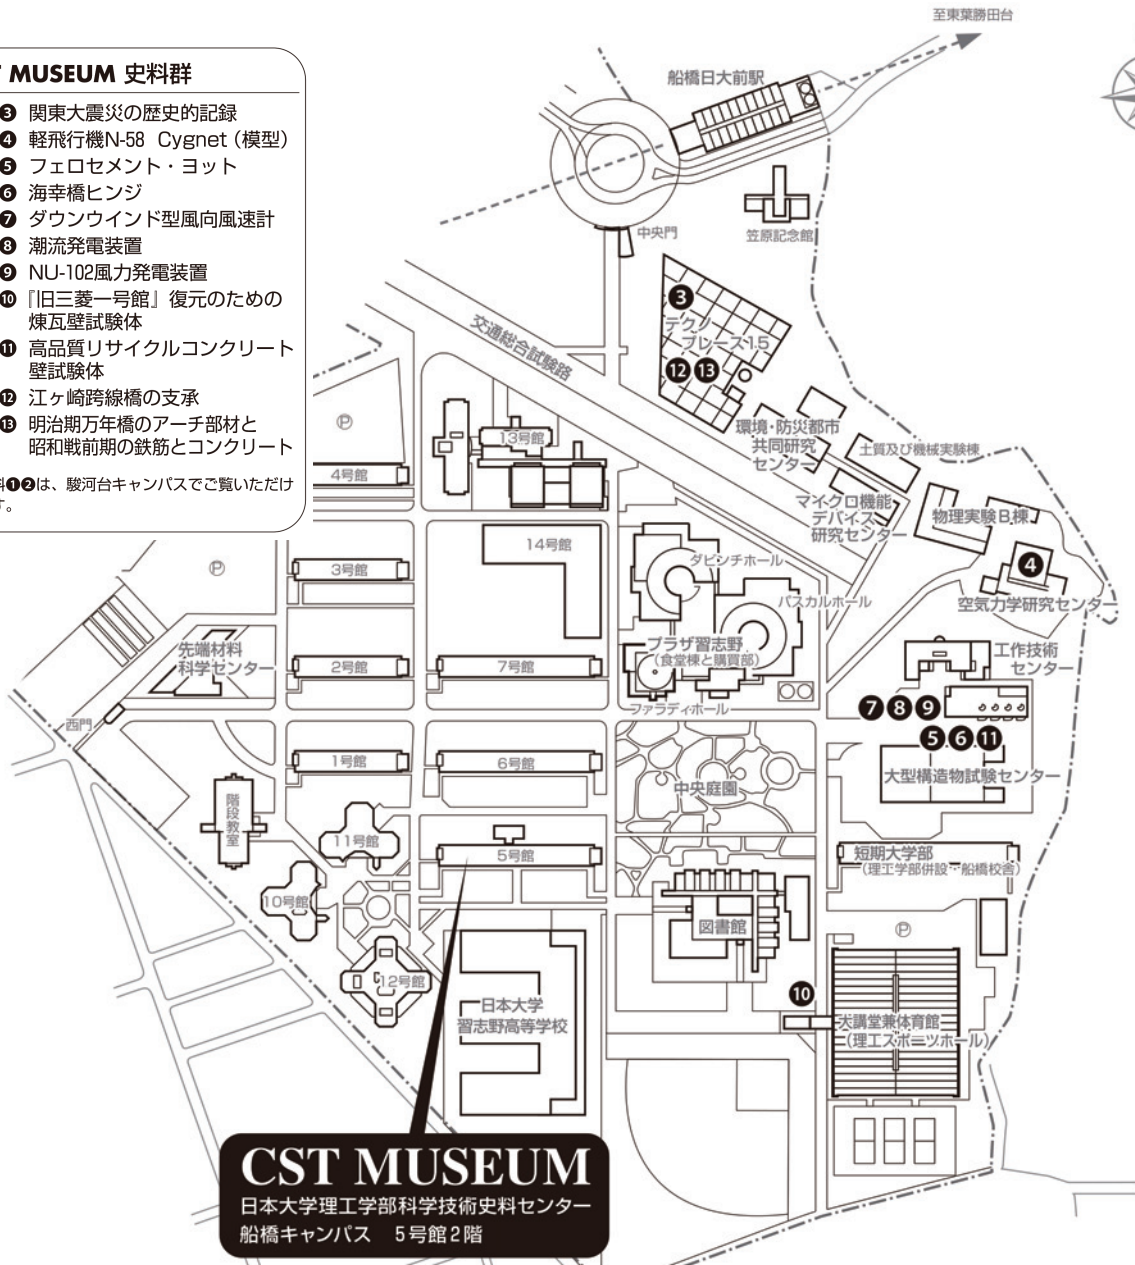 至東葉勝田台
船橋日大前駅
T MUSEUM 史料群
❸ 関東大震災の歴史的記録
❹ 軽飛行機N-58 Cygnet（模型）
❺ フェロセメント・ヨット
❻ 海幸橋ヒンジ
❼ ダウンウインド型風向風速計
❽ 潮流発電装置
❾ NU-102風力発電装置
❿ 『旧三菱一号館』復元のための
煉瓦壁試験体
⓫ 高品質リサイクルコンクリート
壁試験体
⓬ 江ヶ崎跨線橋の支承
⓭ 明治期万年橋のアーチ部材と
昭和戦前期の鉄筋とコンクリート
料❶❷は、駿河台キャンパスでご覧いただけ
す。
中央門
笠原記念館
❸
テクノ
プレース15
⓬ ⓭
交通総合試験路
環境・防災都市
共同研究
センター
土質及び機械実験棟
マイクロ機能
デバイス
研究センター
物理実験B棟
❹
空気力学研究センター
P
13号館
4号館
14号館
P
3号館
ダビンチホール
パスカルホール
先端材料
科学センター
2号館
7号館
プラザ習志野
（食堂棟と購買部）
ファラディホール
工作技術
センター
❼ ❽ ❾
❺ ❻ ⓫
大型構造物試験センター
西門
1号館
6号館
中央庭園
階段教室
11号館
5号館
短期大学部
（理工学部併設・船橋校舎）
10号館
図書館
P
12号館
日本大学
習志野高等学校
❿
大講堂兼体育館
（理工スポーツホール）
CST MUSEUM
日本大学理工学部科学技術史料センター
船橋キャンパス　5号館2階